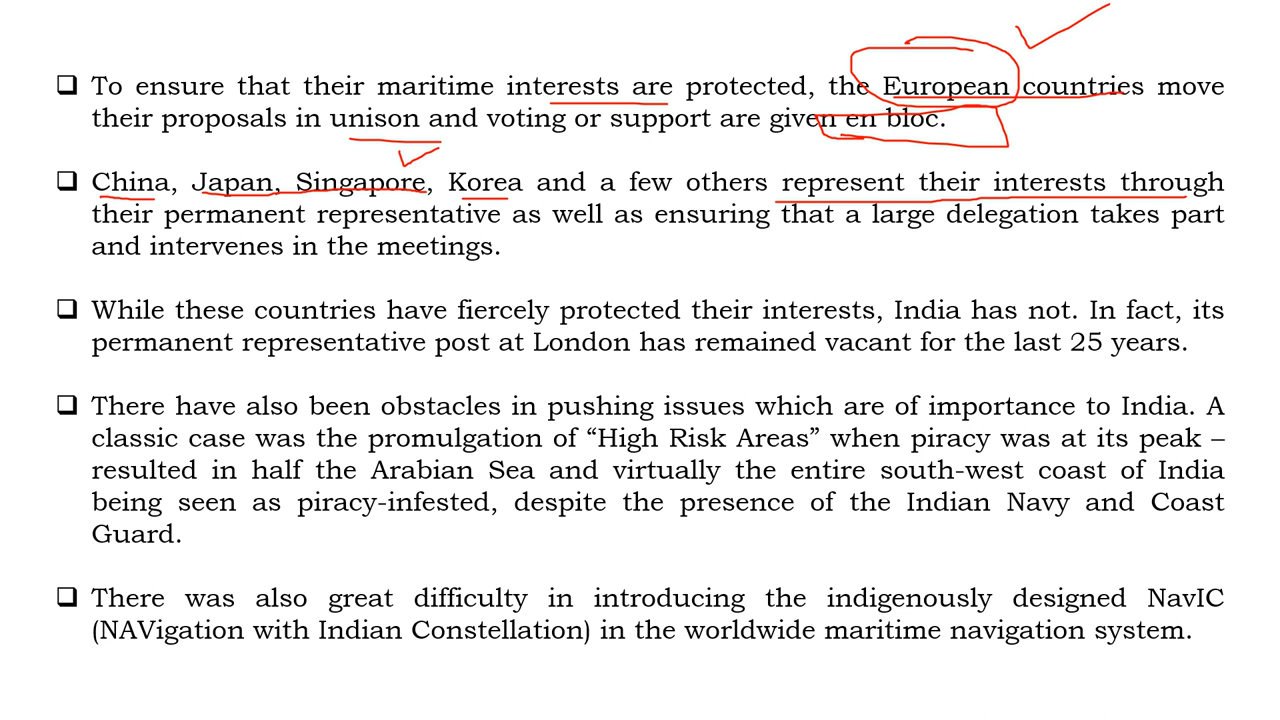 ❑ To ensure that their maritime interests are protected, the European countries move
their proposals in unison and voting or support are given en bloc.
❑ China, Japan, Singapore, Korea and a few others represent their interests through
their permanent representative as well as ensuring that a large delegation takes part
and intervenes in the meetings.
❑ While these countries have fiercely protected their interests, India has not. In fact, its
permanent representative post at London has remained vacant for the last 25 years.
❑ There have also been obstacles in pushing issues which are of importance to India. A
classic case was the promulgation of “High Risk Areas” when piracy was at its peak –
resulted in half the Arabian Sea and virtually the entire south-west coast of India
being seen as piracy-infested, despite the presence of the Indian Navy and Coast
Guard.
❑ There was also great difficulty in introducing the indigenously designed NavIC
(NAVigation with Indian Constellation) in the worldwide maritime navigation system.